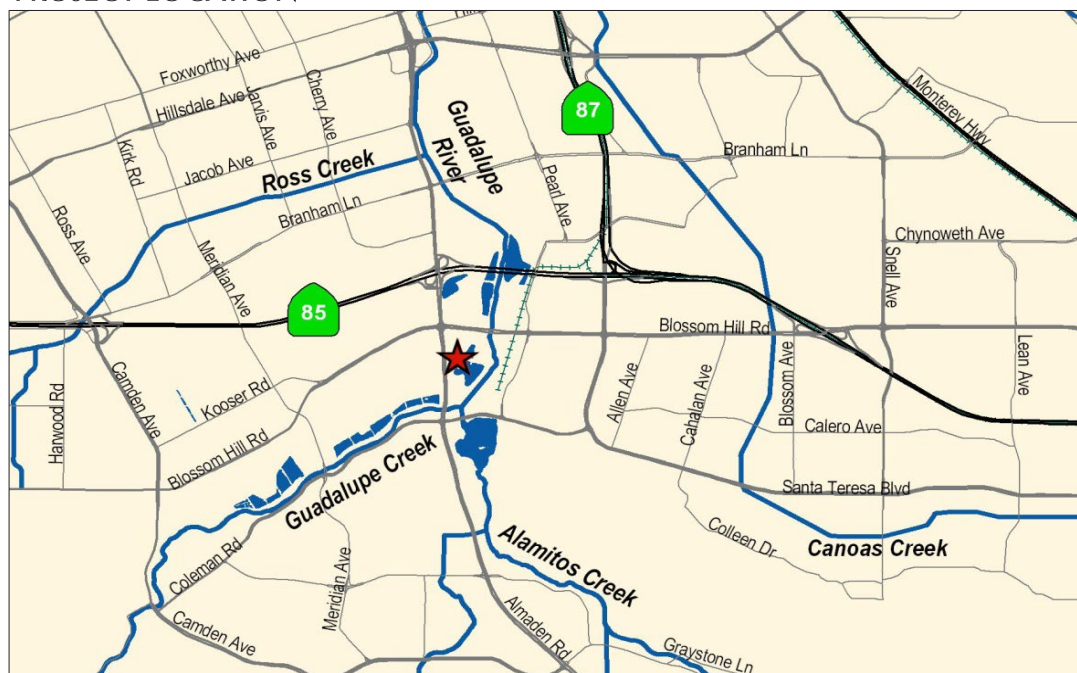 PROJECT LOCATION
Foxworthy Ave
Hillsdale Ave
Jarvis Ave
Cherry Ave
Kirk Rd
Jacob Ave
Ross Creek
Guadalupe
River
87
Monterey Hwy
Branham Ln
Pearl Ave
Ross Ave
Branham Ln
Meridian Ave
Chynoweth Ave
Snell Ave
85
Blossom Hill Rd
Lean Ave
Camden Ave
Harwood Rd
Kooser Rd
Allen Ave
Cahalan Ave
Blossom Ave
Calero Ave
Blossom Hill Rd
Guadalupe Creek
Santa Teresa Blvd
Colleen Dr
Canoas Creek
Coleman Rd
Meridian Ave
Alamitos Creek
Camden Ave
Almaden Rd
Graystone Ln